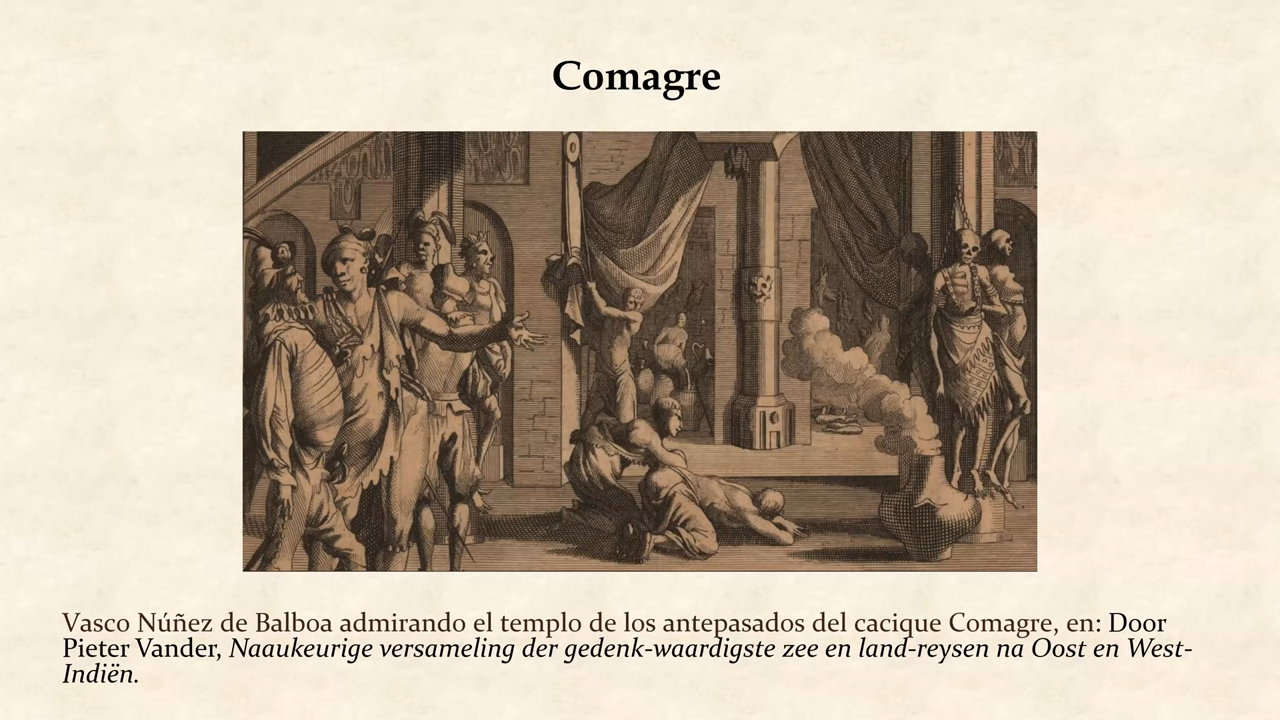 Comagre
Vasco Núñez de Balboa admirando el templo de los antepasados del cacique Comagre, en: Door
Pieter Vander, Naaukeurige versameling der gedenk-waardigste zee en land-reysen na Oost en West-
Indiën.